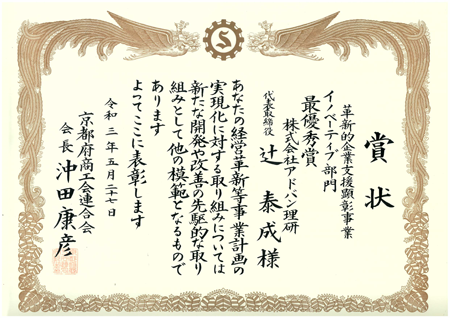 賞状
革新的企業支援顕彰事業
イノベーティブ部門
最優秀賞
株式会社アドバン理研
代表取締役
辻 泰成 様
あなたの経営革新等事業計画の
実現化に対する取り組みについては
新たな開発や改善の先駆的な取り
組みとして他の模範となるもので
あります
よってここに表彰します
令和三年五月二十七日
京都府商工会連合会
会長 沖田康彦